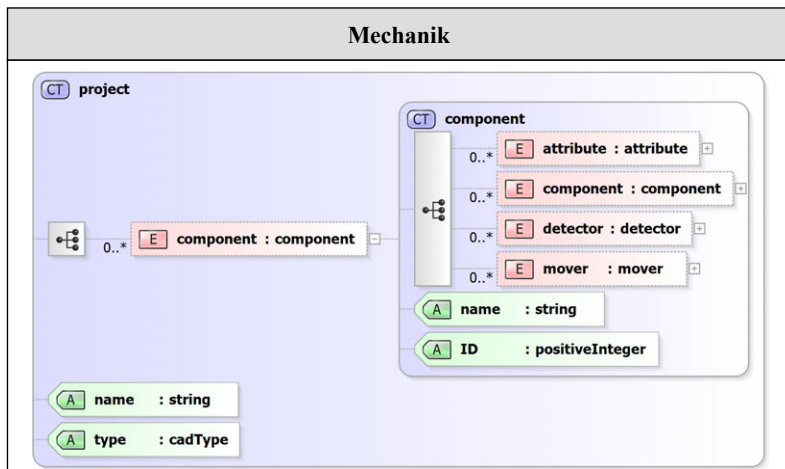 Mechanik
CT project
CT component
0..* E attribute : attribute
0..* E component : component
0..* E detector : detector
0..* E mover : mover
0..* E component : component
A name : string
A ID : positiveInteger
A name : string
A type : cadType